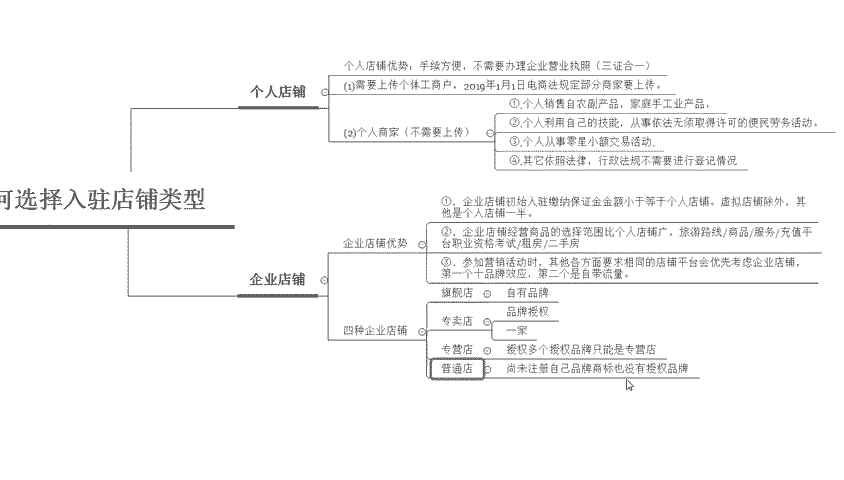 何选择入驻店铺类型
个人店铺
个人店铺优势：手续方便，不需要办理企业营业执照（三证合一）
(1)需要上传个体工商户，2019年1月1日电商法规定部分商家要上传。
(2)个人商家（不需要上传）
①.个人销售自农副产品，家庭手工业产品，
②.个人利用自己的技能，从事依法无须取得许可的便民劳务活动。
③.个人从事零星小额交易活动.
④.其它依照法律，行政法规不需要进行登记情况
企业店铺
企业店铺优势
①．企业店铺初始入驻缴纳保证金金额小于等于个人店铺。虚拟店铺除外，其
他是个人店铺一半。
②．企业店铺经营商品的选择范围比个人店铺广，旅游路线/商品/服务/充值平
台职业资格考试/租房/二手房
③．参加营销活动时，其他各方面要求相同的店铺平台会优先考虑企业店铺，
第一个十品牌效应，第二个是自带流量。
四种企业店铺
旗舰店
自有品牌
专卖店
品牌授权
一家
专营店
授权多个授权品牌只能是专营店
普通店
尚未注册自己品牌商标也没有授权品牌